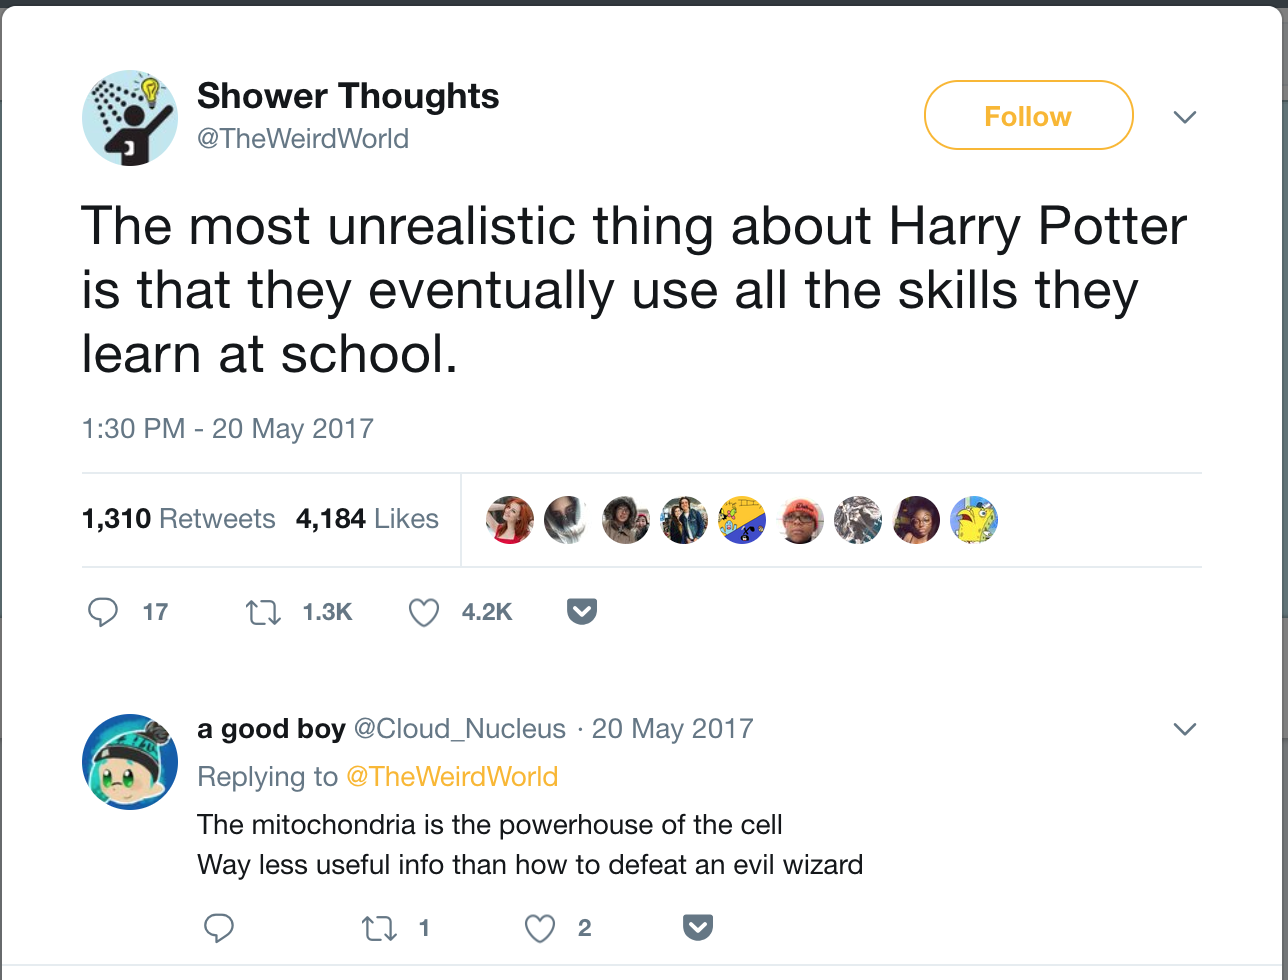 Shower Thoughts
@TheWeirdWorld
Follow
The most unrealistic thing about Harry Potter
is that they eventually use all the skills they
learn at school.
1:30 PM - 20 May 2017
1,310 Retweets 4,184 Likes
17 1.3K 4.2K
a good boy @Cloud_Nucleus · 20 May 2017
Replying to @TheWeirdWorld
The mitochondria is the powerhouse of the cell
Way less useful info than how to defeat an evil wizard
1 2